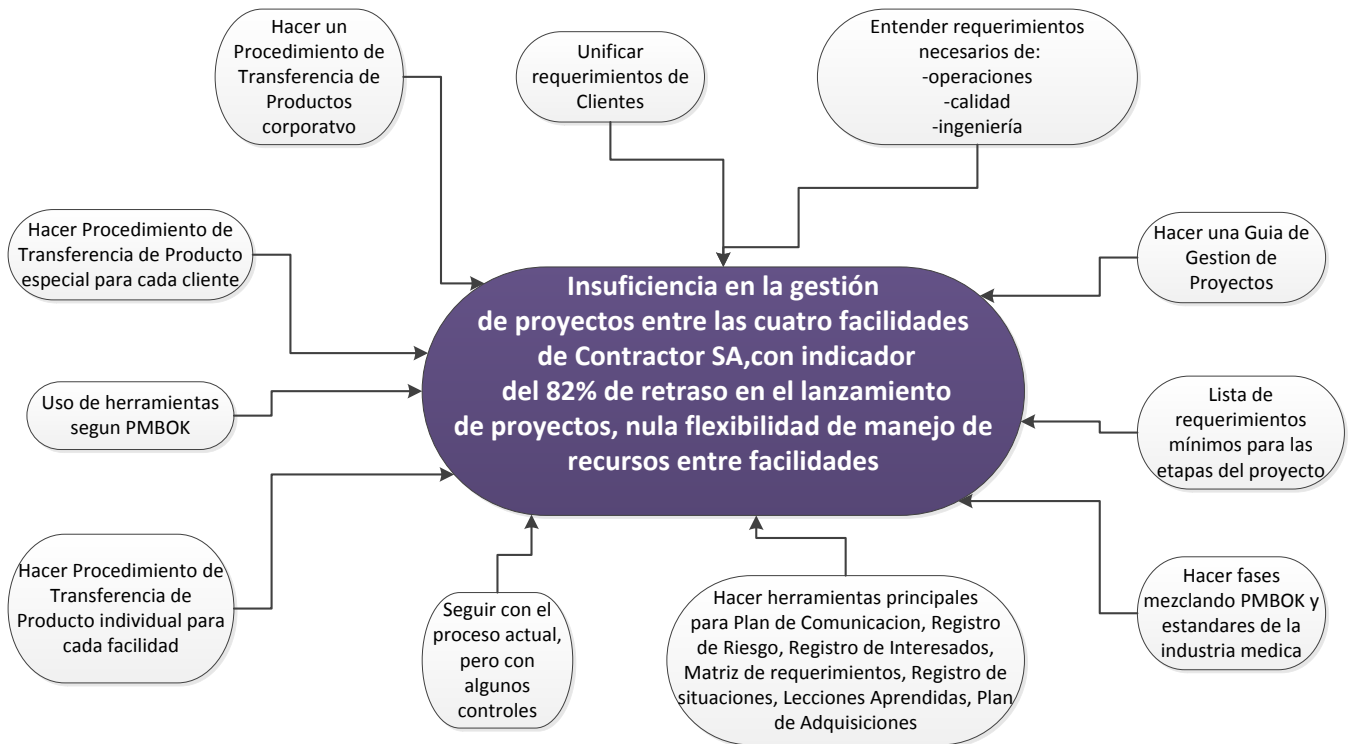 Hacer un
Procedimiento de
Transferencia de
Productos
corporatvo
Unificar
requerimientos de
Clientes
Entender requerimientos
necesarios de:
-operaciones
-calidad
-ingeniería
Hacer Procedimiento de
Transferencia de Producto
especial para cada cliente
Hacer una Guia de
Gestion de
Proyectos
Insuficiencia en la gestión
de proyectos entre las cuatro facilidades
de Contractor SA,con indicador
del 82% de retraso en el lanzamiento
de proyectos, nula flexibilidad de manejo de
recursos entre facilidades
Uso de herramientas
segun PMBOK
Lista de
requerimientos
mínimos para las
etapas del proyecto
Hacer Procedimiento de
Transferencia de
Producto individual para
cada facilidad
Seguir con el
proceso actual,
pero con
algunos
controles
Hacer herramientas principales
para Plan de Comunicacion, Registro
de Riesgo, Registro de Interesados,
Matriz de requerimientos, Registro de
situaciones, Lecciones Aprendidas, Plan
de Adquisiciones
Hacer fases
mezclando PMBOK y
estandares de la
industria medica